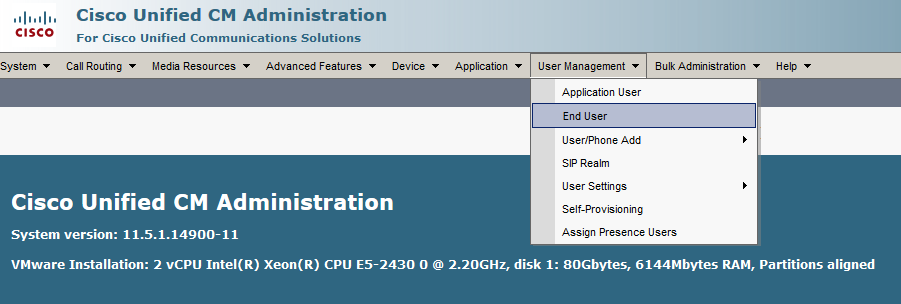 Cisco Unified CM Administration
CISCO
For Cisco Unified Communications Solutions
System Call Routing Media Resources Advanced Features Device Application User Management Bulk Administration Help
Application User
End User
User/Phone Add
SIP Realm
User Settings
Self-Provisioning
Assign Presence Users
Cisco Unified CM Administration
System version: 11.5.1.14900-11
VMware Installation: 2 vCPU Intel(R) Xeon(R) CPU E5-2430 0 @ 2.20GHz, disk 1: 80Gbytes, 6144Mbytes RAM, Partitions aligned